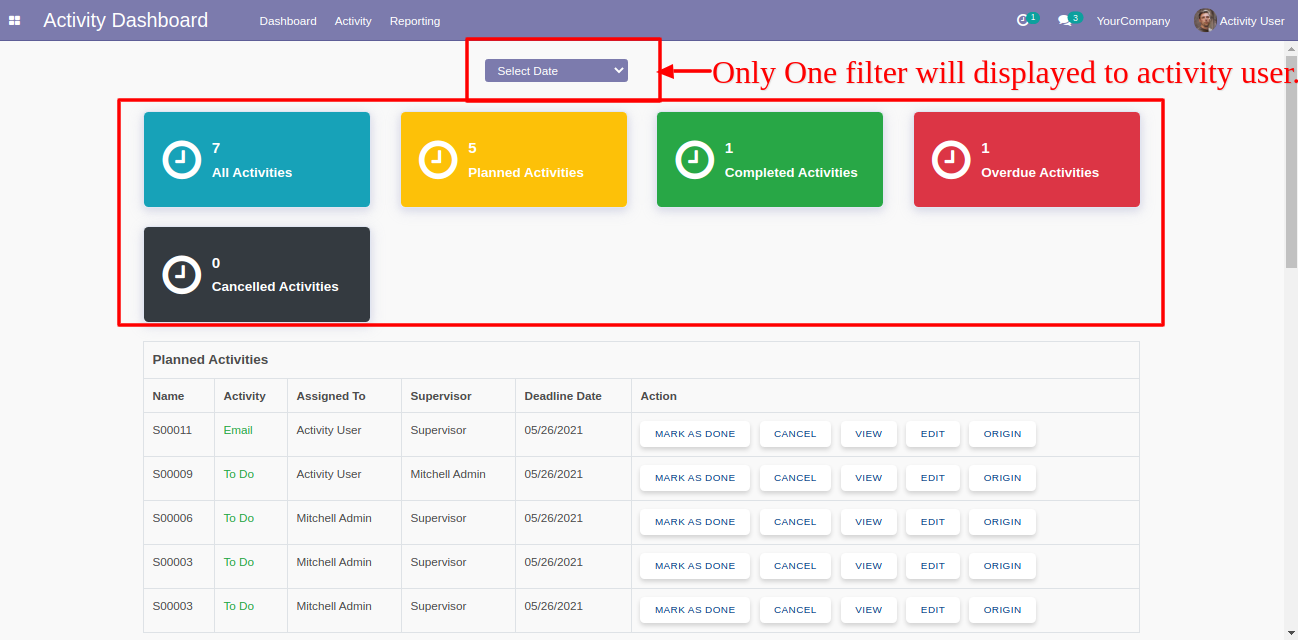 Activity Dashboard Dashboard Activity Reporting 1 3 YourCompany Activity User
Select Date
Only One filter will displayed to activity user.
7
All Activities
5
Planned Activities
1
Completed Activities
1
Overdue Activities
0
Cancelled Activities
Planned Activities
Name Activity Assigned To Supervisor Deadline Date Action
S00011 Email Activity User Supervisor 05/26/2021 MARK AS DONE CANCEL VIEW EDIT ORIGIN
S00009 To Do Activity User Mitchell Admin 05/26/2021 MARK AS DONE CANCEL VIEW EDIT ORIGIN
S00006 To Do Mitchell Admin Supervisor 05/26/2021 MARK AS DONE CANCEL VIEW EDIT ORIGIN
S00003 To Do Mitchell Admin Supervisor 05/26/2021 MARK AS DONE CANCEL VIEW EDIT ORIGIN
S00003 To Do Mitchell Admin Supervisor 05/26/2021 MARK AS DONE CANCEL VIEW EDIT ORIGIN